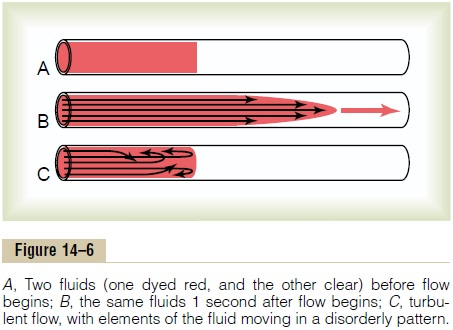 A
B
C
Figure 14–6
A, Two fluids (one dyed red, and the other clear) before flow
begins; B, the same fluids 1 second after flow begins; C, turbu-
lent flow, with elements of the fluid moving in a disorderly pattern.